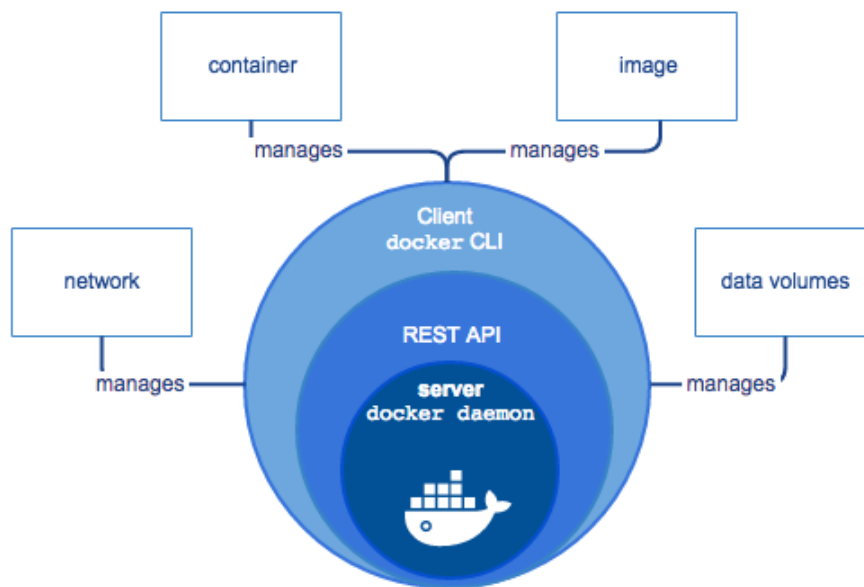 container
image
manages
manages
Client
docker CLI
network
data volumes
REST API
manages
server
manages
docker daemon